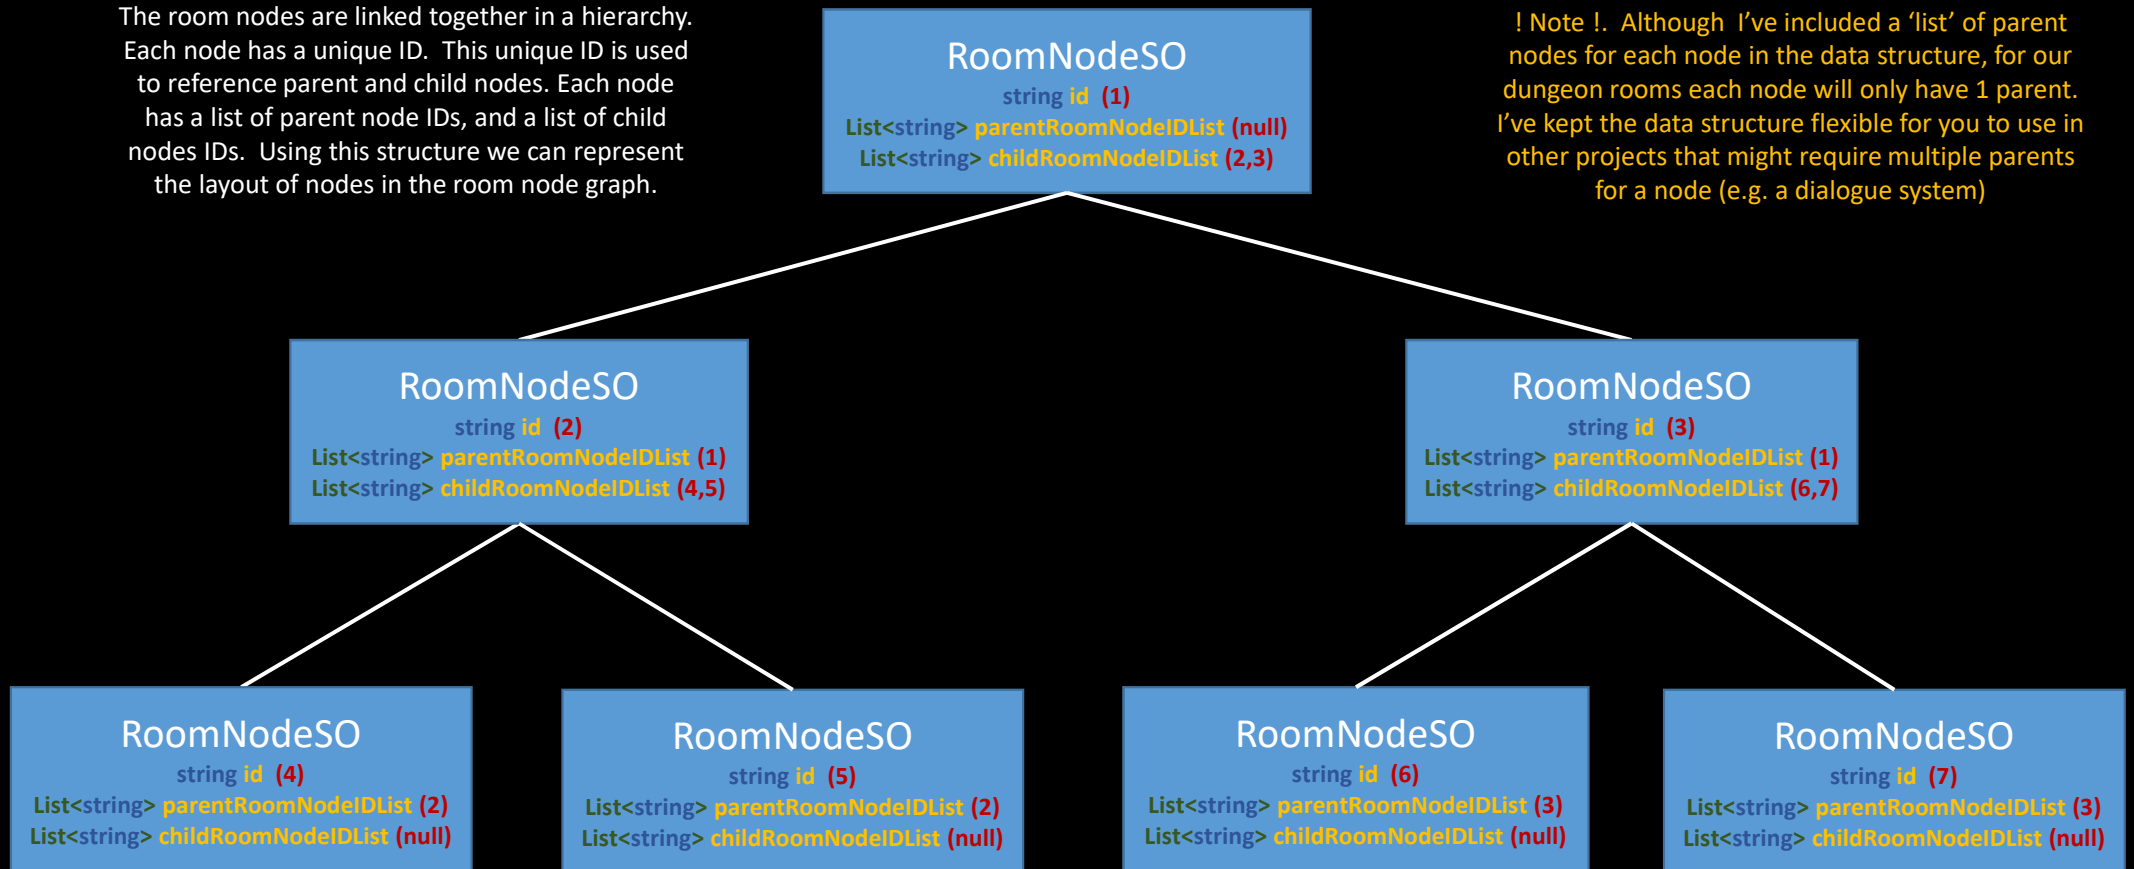 The room nodes are linked together in a hierarchy.
Each node has a unique ID.  This unique ID is used
to reference parent and child nodes. Each node
has a list of parent node IDs, and a list of child
nodes IDs.  Using this structure we can represent
the layout of nodes in the room node graph.
RoomNodeSO
string id  (1)
List<string> parentRoomNodeIDList (null)
List<string> childRoomNodeIDList (2,3)
! Note !.  Although  I’ve included a ‘list’ of parent
nodes for each node in the data structure, for our
dungeon rooms each node will only have 1 parent.
I’ve kept the data structure flexible for you to use in
other projects that might require multiple parents
for a node (e.g. a dialogue system)
RoomNodeSO
string id  (2)
List<string> parentRoomNodeIDList (1)
List<string> childRoomNodeIDList (4,5)
RoomNodeSO
string id  (3)
List<string> parentRoomNodeIDList (1)
List<string> childRoomNodeIDList (6,7)
RoomNodeSO
string id  (4)
List<string> parentRoomNodeIDList (2)
List<string> childRoomNodeIDList (null)
RoomNodeSO
string id  (5)
List<string> parentRoomNodeIDList (2)
List<string> childRoomNodeIDList (null)
RoomNodeSO
string id  (6)
List<string> parentRoomNodeIDList (3)
List<string> childRoomNodeIDList (null)
RoomNodeSO
string id  (7)
List<string> parentRoomNodeIDList (3)
List<string> childRoomNodeIDList (null)